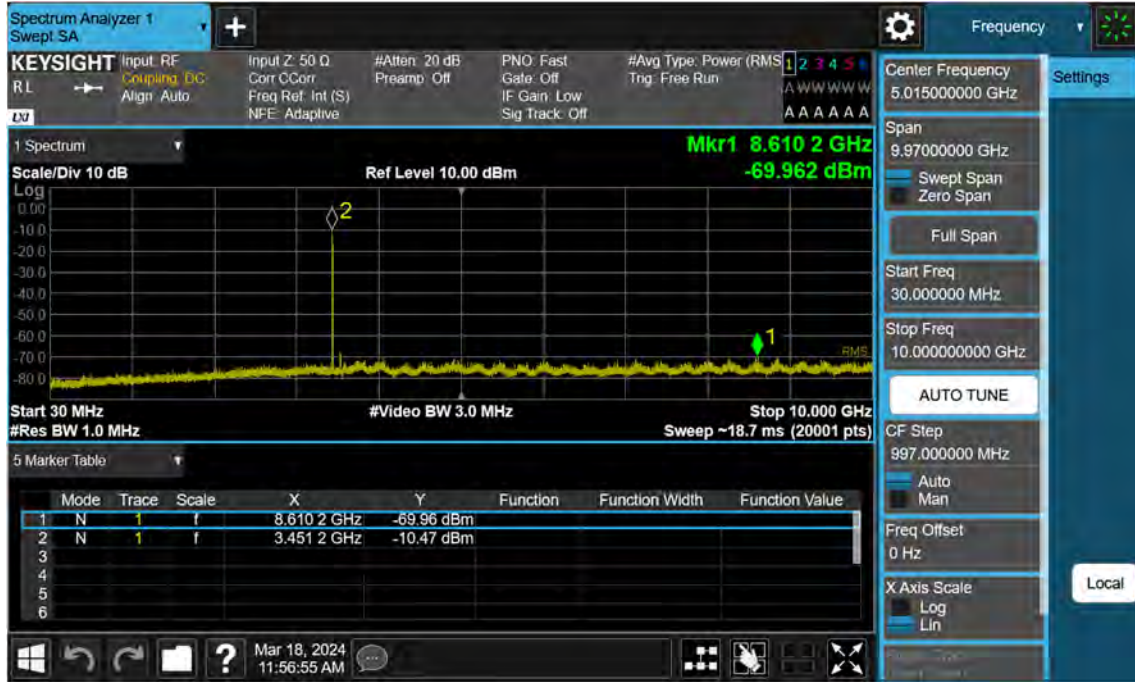 Spectrum Analyzer 1
Swept SA
+
Frequency
KEYSIGHT
RL
LXI
Input: RF
Coupling: DC
Align: Auto
Input Z: 50 Ω
Corr CCorr
Freq Ref: Int (S)
NFE: Adaptive
#Atten: 20 dB
Preamp: Off
PNO: Fast
Gate: Off
IF Gain: Low
Sig Track: Off
#Avg Type: Power (RMS
Trig: Free Run
1 2 3 4 5 6
A W W W W W
A A A A A A
Center Frequency
5.015000000 GHz
Settings
1 Spectrum
Scale/Div 10 dB
Ref Level 10.00 dBm
Mkr1 8.610 2 GHz
-69.962 dBm
Log
0.00
-10.0
-20.0
-30.0
-40.0
-50.0
-60.0
-70.0
-80.0
2
1
RMS
Start 30 MHz
#Res BW 1.0 MHz
#Video BW 3.0 MHz
Stop 10.000 GHz
Sweep ~18.7 ms (20001 pts)
Span
9.97000000 GHz
Swept Span
Zero Span
Full Span
Start Freq
30.000000 MHz
Stop Freq
10.000000000 GHz
AUTO TUNE
CF Step
997.000000 MHz
Auto
Man
Freq Offset
0 Hz
X Axis Scale
Log
Lin
Local
5 Marker Table
Mode Trace Scale X Y Function Function Width Function Value
1 N 1 f 8.610 2 GHz -69.96 dBm
2 N 1 f 3.451 2 GHz -10.47 dBm
3
4
5
6
?
Mar 18, 2024
11:56:55 AM